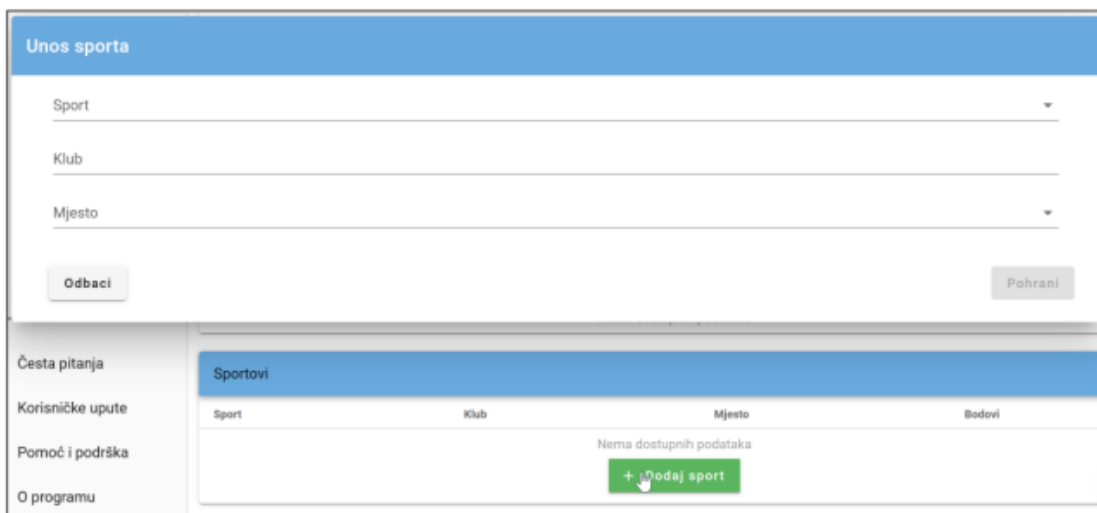 Unos sporta
Sport
Klub
Mjesto
Odbaci
Pohrani
Česta pitanja
Korisničke upute
Pomoć i podrška
O programu
Sportovi
Sport Klub Mjesto Bodovi
Nema dostupnih podataka
+ Dodaj sport